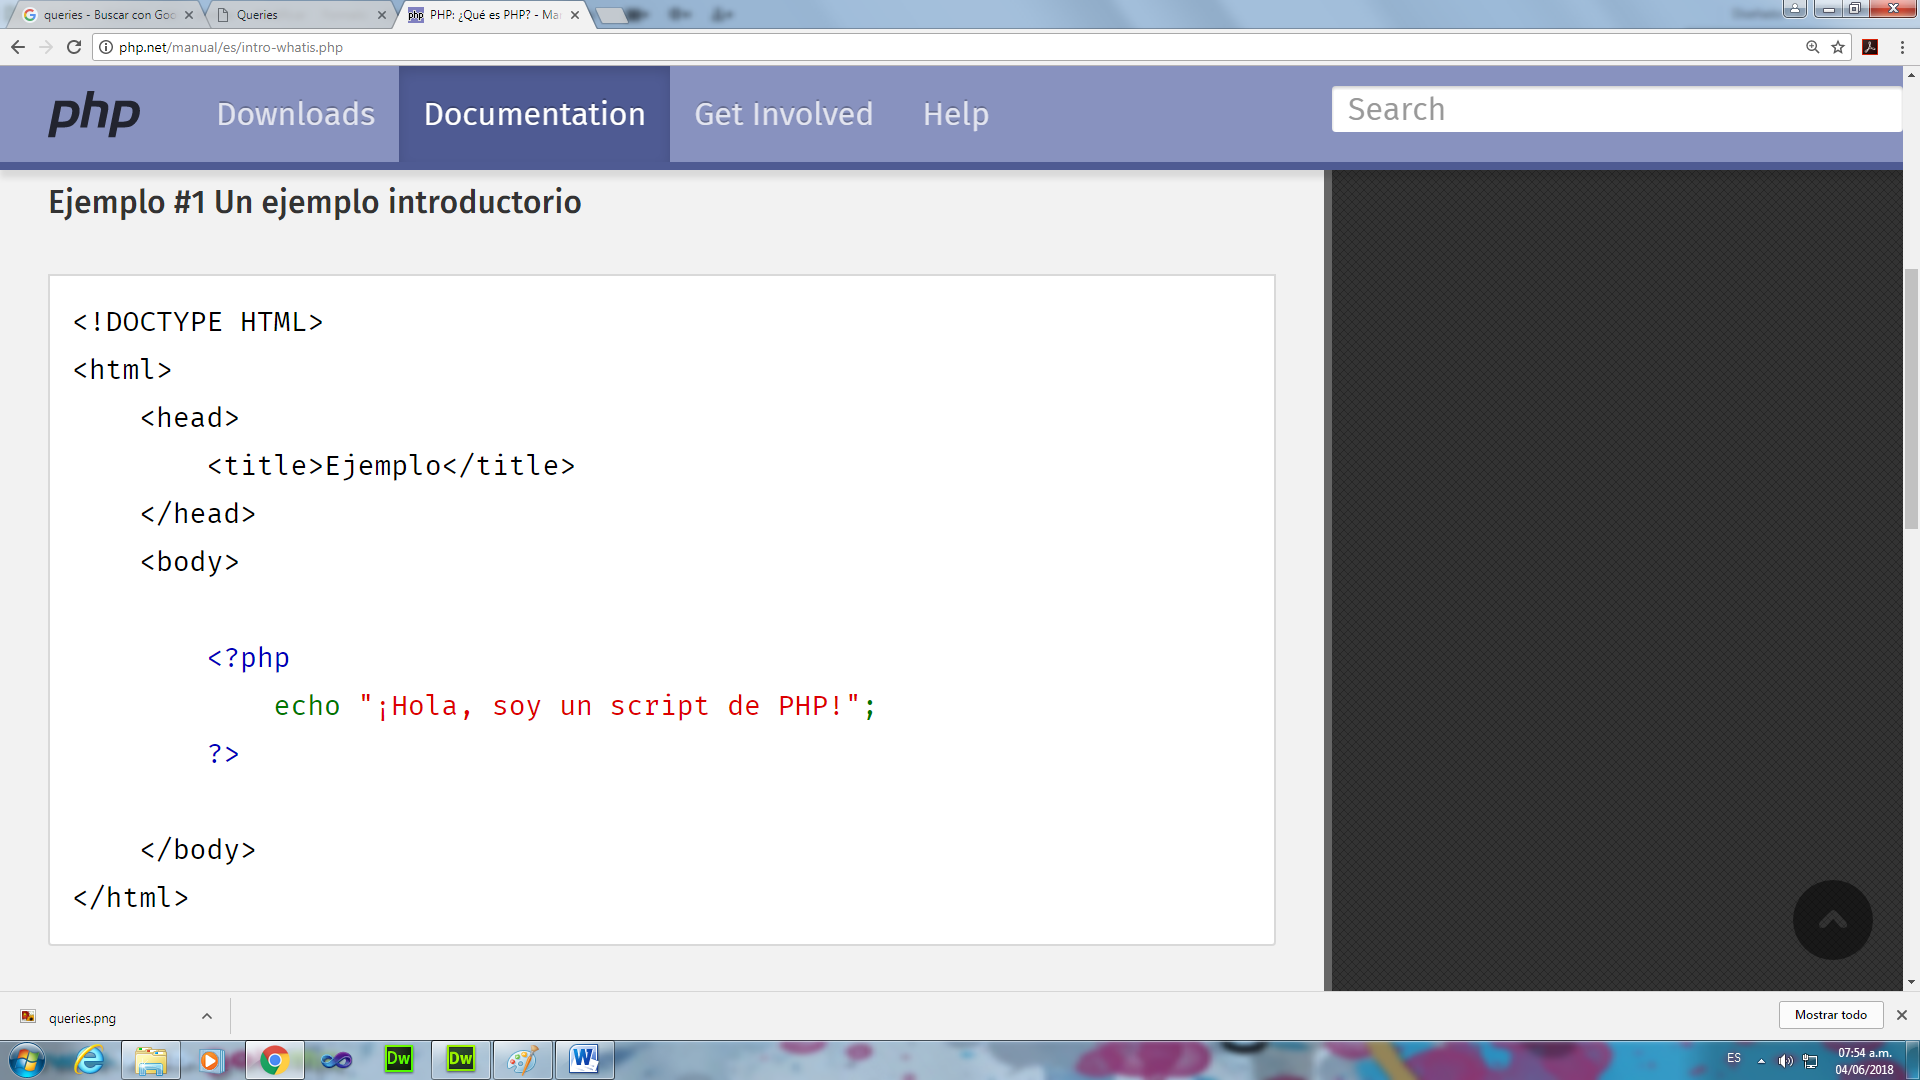 queries - Buscar con Goo
Queries
PHP: ¿Qué es PHP? - Ma
php.net/manual/es/intro-whatis.php
php
Downloads
Documentation
Get Involved
Help
Search
Ejemplo #1 Un ejemplo introductorio
<!DOCTYPE HTML>
<html>
    <head>
        <title>Ejemplo</title>
    </head>
    <body>
        <?php
            echo "¡Hola, soy un script de PHP!";
        ?>
    </body>
</html>
queries.png
Mostrar todo
Dw
Dw
W
ES
07:54 a.m.
04/06/2018